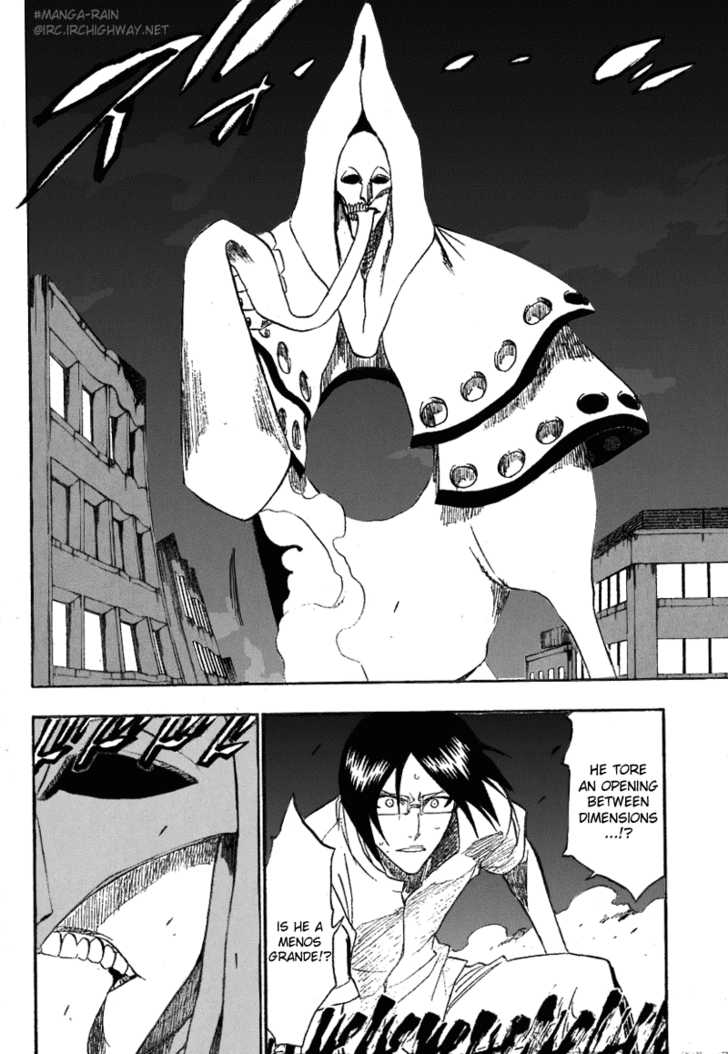 #MANGA-RAIN
@IRC.IRCHIGHWAY.NET
HE TORE
AN OPENING
BETWEEN
DIMENSIONS
...!?
IS HE A
MENOS
GRANDE!?